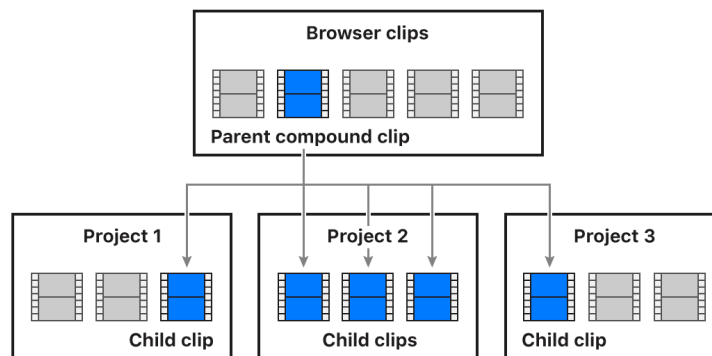 Browser clips
Parent compound clip
Project 1
Project 2
Project 3
Child clip
Child clips
Child clip